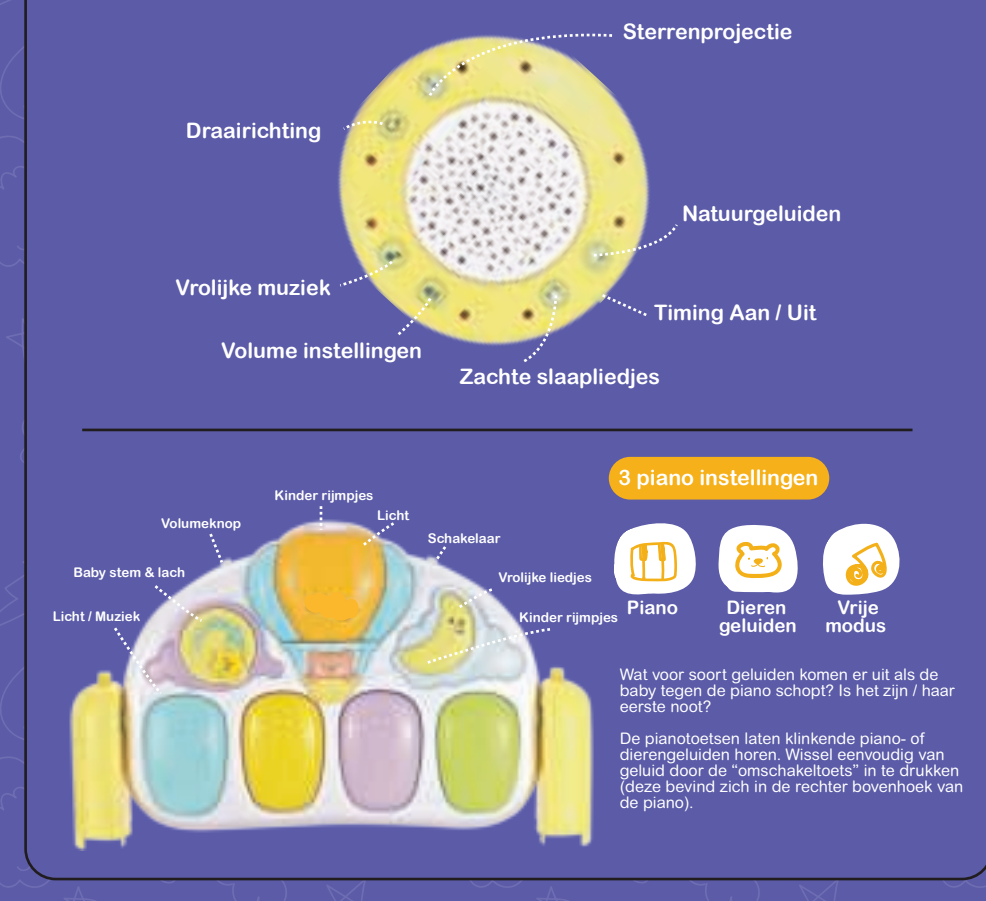 Sterrenprojectie
Draairichting
Natuurgeluiden
Vrolijke muziek
Timing Aan / Uit
Volume instellingen
Zachte slaapliedjes
3 piano instellingen
Kinder rijmpjes
Licht
Volumeknop
Schakelaar
Baby stem & lach
Vrolijke liedjes
Licht / Muziek
Kinder rijmpjes
Piano
Dieren
geluiden
Vrije
modus
Wat voor soort geluiden komen er uit als de
baby tegen de piano schopt? Is het zijn / haar
eerste noot?
De pianotoetsen laten klinkende piano- of
dierengeluiden horen. Wissel eenvoudig van
geluid door de “omschakeltoets” in te drukken
(deze bevind zich in de rechter bovenhoek van
de piano).